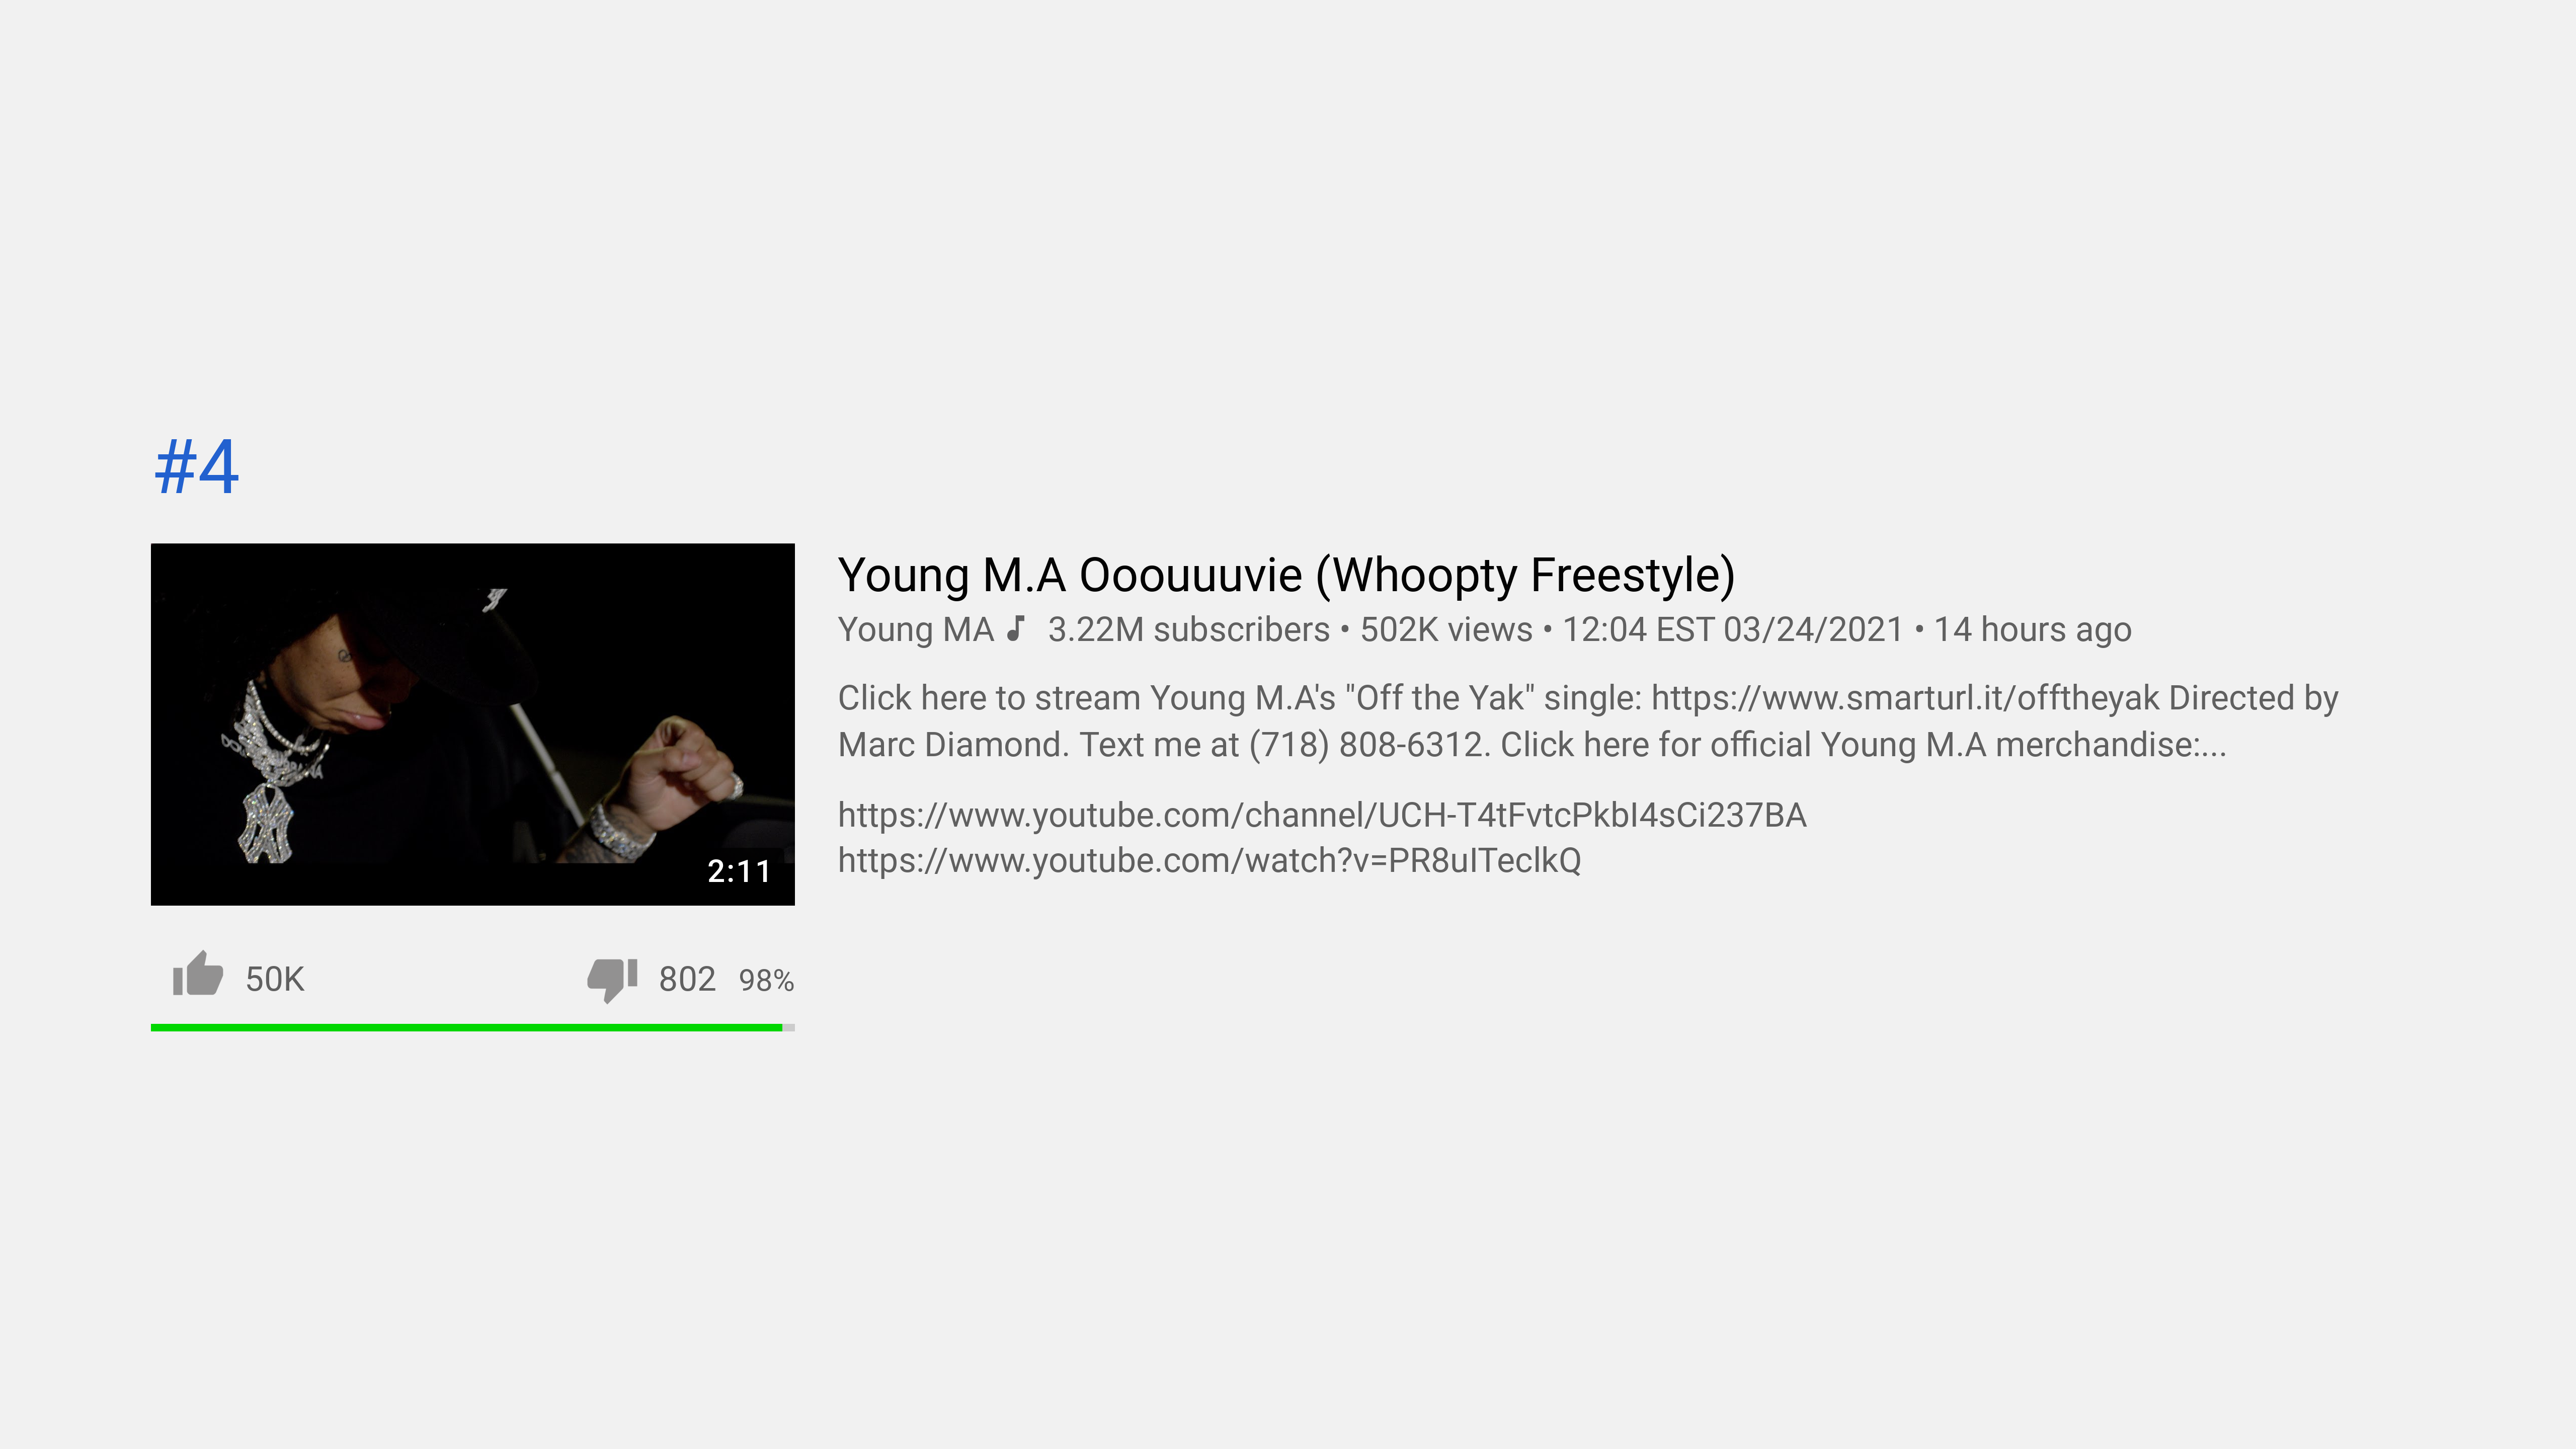 #4
Young M.A Ooouuuvie (Whoopty Freestyle)
Young MA 3.22M subscribers • 502K views • 12:04 EST 03/24/2021 • 14 hours ago
Click here to stream Young M.A's "Off the Yak" single: https://www.smarturl.it/offtheyak Directed by
Marc Diamond. Text me at (718) 808-6312. Click here for official Young M.A merchandise:...
https://www.youtube.com/channel/UCH-T4tFvtcPkbI4sCi237BA
https://www.youtube.com/watch?v=PR8uITeclkQ
2:11
50K 802 98%